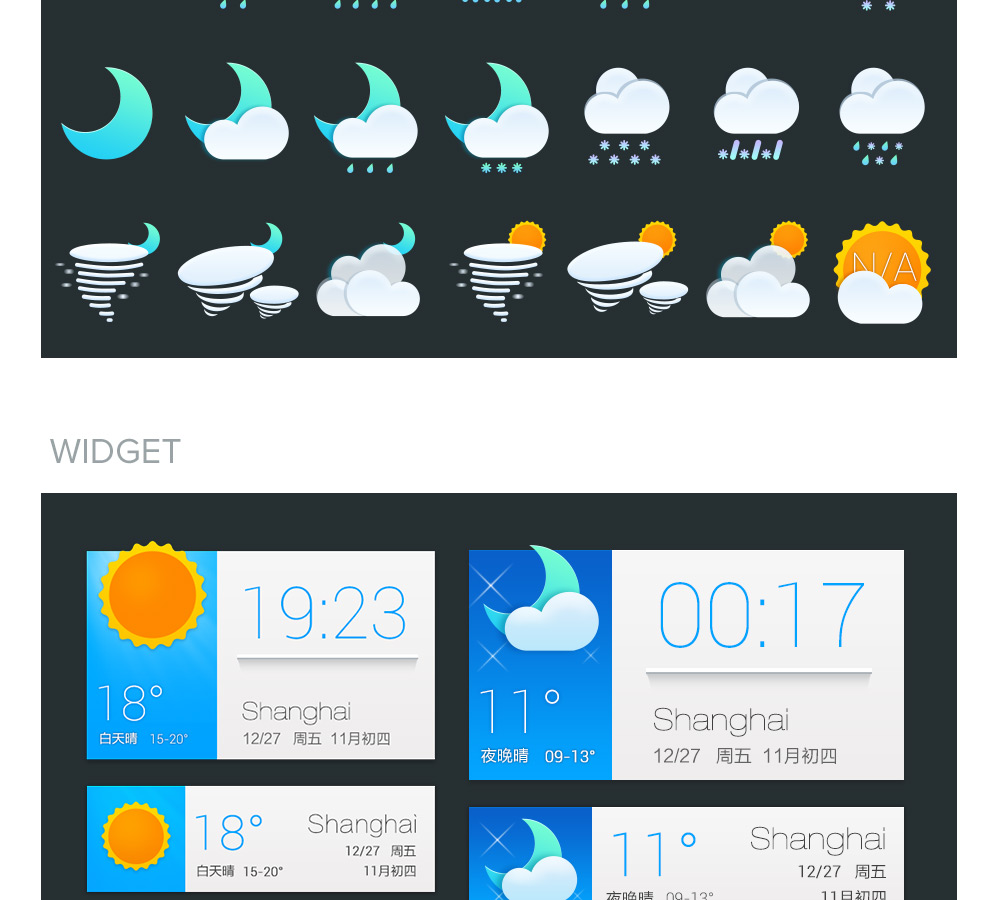 N/A
WIDGET
19:23
18°
Shanghai
白天晴 15-20°
12/27 周五 11月初四
00:17
11°
Shanghai
夜晚晴 09-13°
12/27 周五 11月初四
18°
Shanghai
12/27 周五
白天晴 15-20°
11月初四
11°
Shanghai
12/27 周五
夜晚晴 09-13°
11月初四